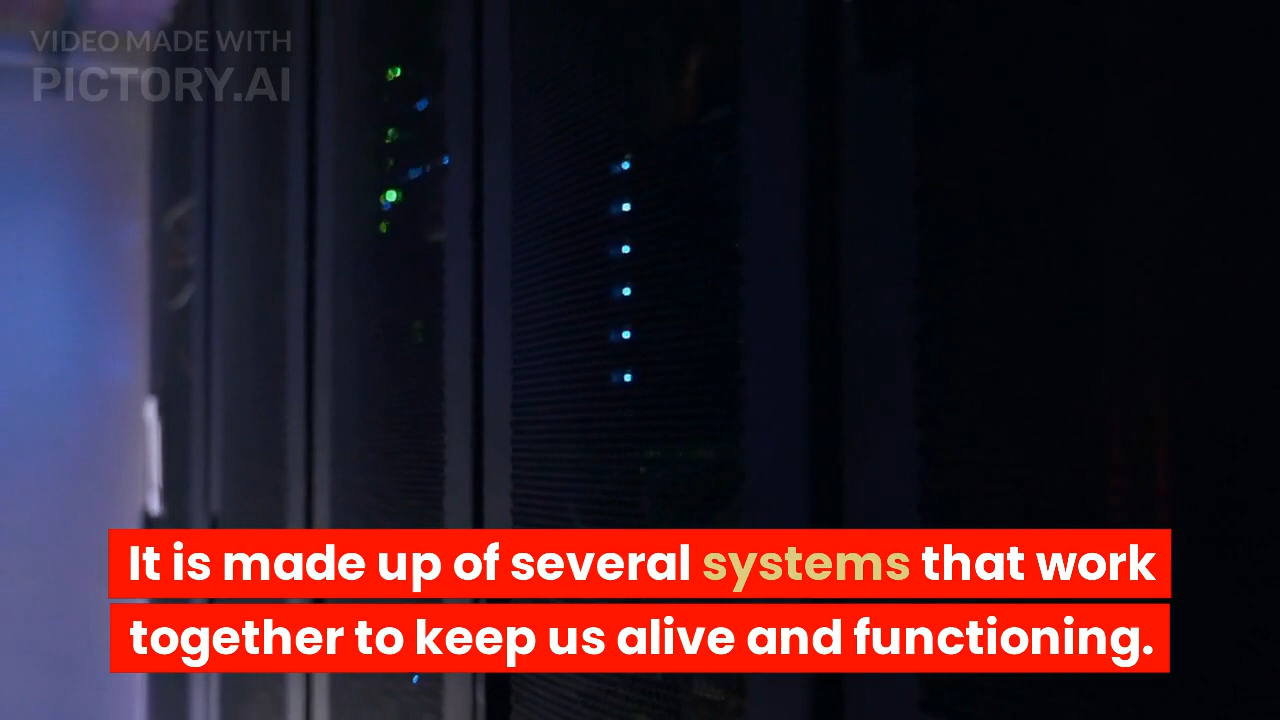 VIDEO MADE WITH
PICTORY.AI
It is made up of several systems that work
together to keep us alive and functioning.